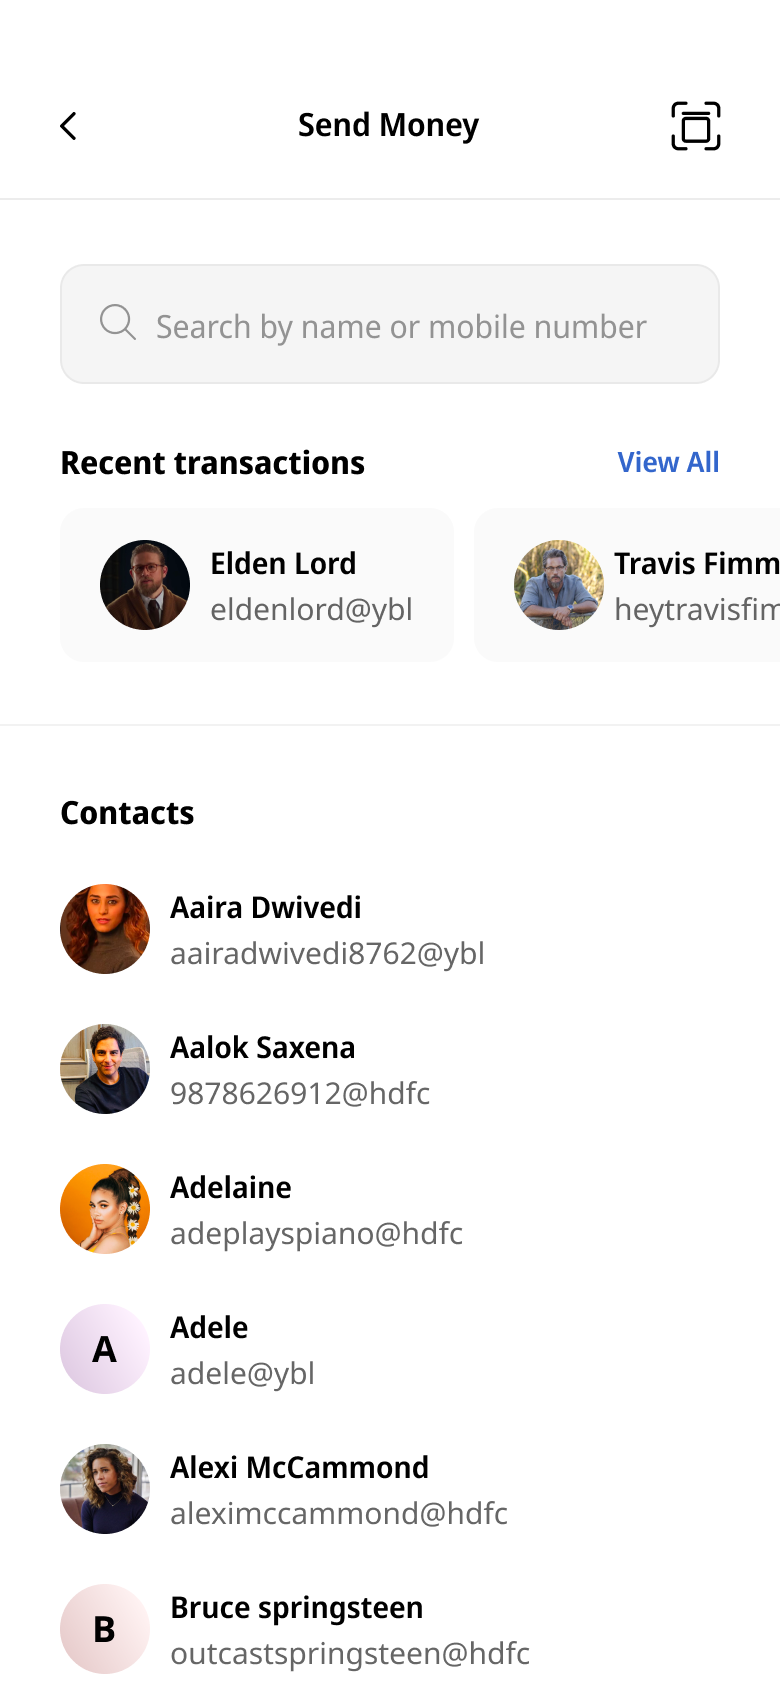 Send Money
Search by name or mobile number
Recent transactions
View All
Elden Lord
eldenlord@ybl
Travis Fimm
heytravisfim
Contacts
Aaira Dwivedi
aairadwivedi8762@ybl
Aalok Saxena
9878626912@hdfc
Adelaine
adeplayspiano@hdfc
A
Adele
adele@ybl
Alexi McCammond
aleximccammond@hdfc
B
Bruce springsteen
outcastspringsteen@hdfc